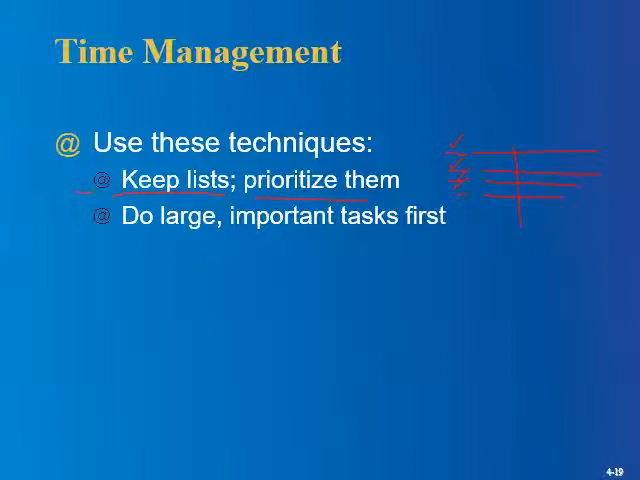 Time Management
@ Use these techniques:
@ Keep lists; prioritize them
@ Do large, important tasks first
4-19